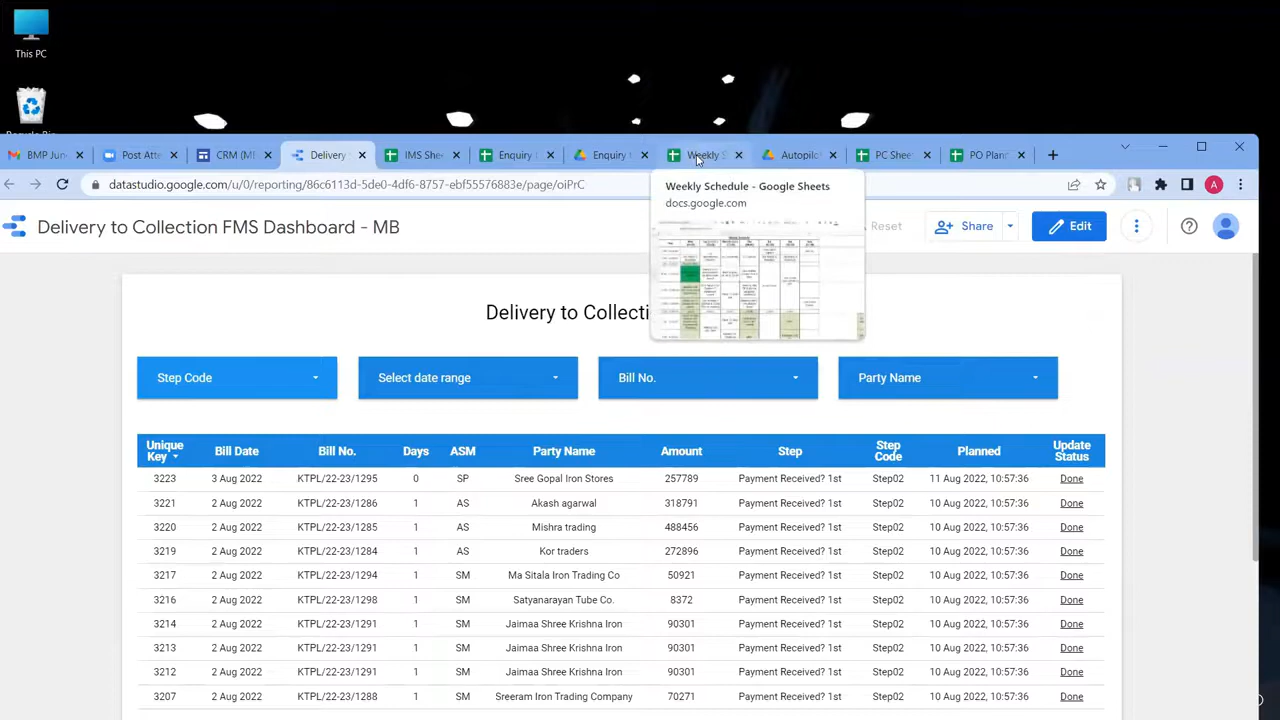 This PC
BMP Jun
Post Atte
CRM (MB
Delivery
IMS She
Enquiry
Enquiry
Weekly S
Autopilo
PC Shee
PO Plan
datastudio.google.com/u/0/reporting/86c6113d-5de0-4df6-8757-ebf55576883e/page/oiPrC
A
Weekly Schedule - Google Sheets
docs.google.com
Delivery to Collection FMS Dashboard - MB
Reset
Share
Edit
Delivery to Collecti
Step Code
Select date range
Bill No.
Party Name
Unique Key Bill Date Bill No. Days ASM Party Name Amount Step Step Code Planned Update Status
3223 3 Aug 2022 KTPL/22-23/1295 0 SP Sree Gopal Iron Stores 257789 Payment Received? 1st Step02 11 Aug 2022, 10:57:36 Done
3221 2 Aug 2022 KTPL/22-23/1286 1 AS Akash agarwal 318791 Payment Received? 1st Step02 10 Aug 2022, 10:57:36 Done
3220 2 Aug 2022 KTPL/22-23/1285 1 AS Mishra trading 488456 Payment Received? 1st Step02 10 Aug 2022, 10:57:36 Done
3219 2 Aug 2022 KTPL/22-23/1284 1 AS Kor traders 272896 Payment Received? 1st Step02 10 Aug 2022, 10:57:36 Done
3217 2 Aug 2022 KTPL/22-23/1294 1 SM Ma Sitala Iron Trading Co 50921 Payment Received? 1st Step02 10 Aug 2022, 10:57:36 Done
3216 2 Aug 2022 KTPL/22-23/1298 1 SM Satyanarayan Tube Co. 8372 Payment Received? 1st Step02 10 Aug 2022, 10:57:36 Done
3214 2 Aug 2022 KTPL/22-23/1291 1 SM Jaimaa Shree Krishna Iron 90301 Payment Received? 1st Step02 10 Aug 2022, 10:57:36 Done
3213 2 Aug 2022 KTPL/22-23/1291 1 SM Jaimaa Shree Krishna Iron 90301 Payment Received? 1st Step02 10 Aug 2022, 10:57:36 Done
3212 2 Aug 2022 KTPL/22-23/1291 1 SM Jaimaa Shree Krishna Iron 90301 Payment Received? 1st Step02 10 Aug 2022, 10:57:36 Done
3207 2 Aug 2022 KTPL/22-23/1288 1 SM Sreeram Iron Trading Company 70271 Payment Received? 1st Step02 10 Aug 2022, 10:57:36 Done